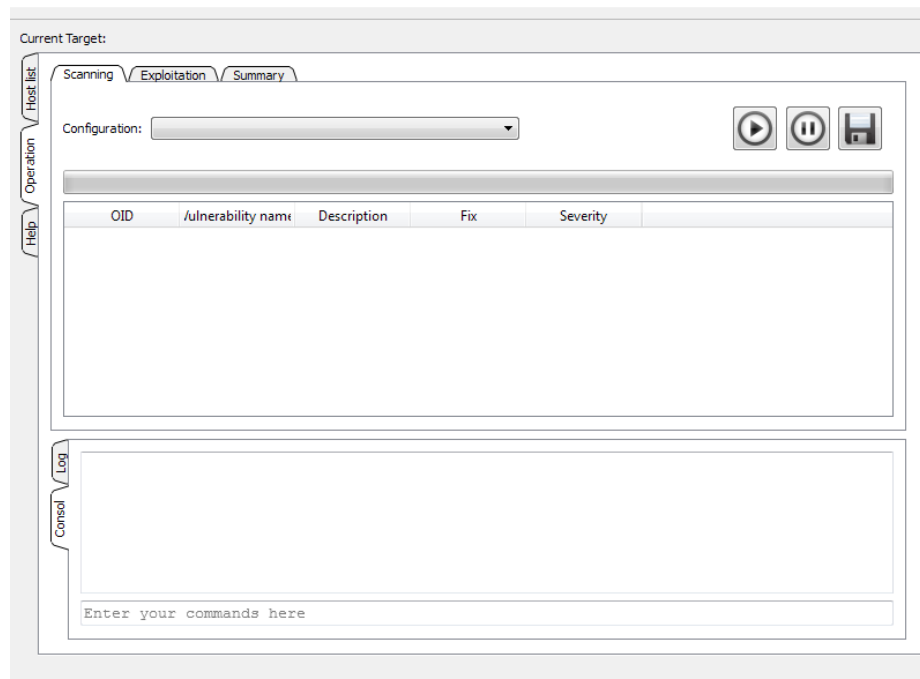 Current Target:
Host list
Operation
Help
Scanning
Exploitation
Summary
Configuration:
OID
/ulnerability name
Description
Fix
Severity
Log
Consol
Enter your commands here